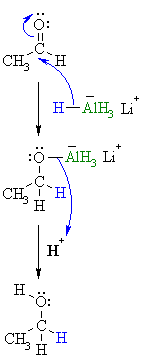 :O:
CH3 C H
H — AlH3 Li+
:O — AlH3 Li+
CH3 C H
H
H+
H O:
CH3 C H
H